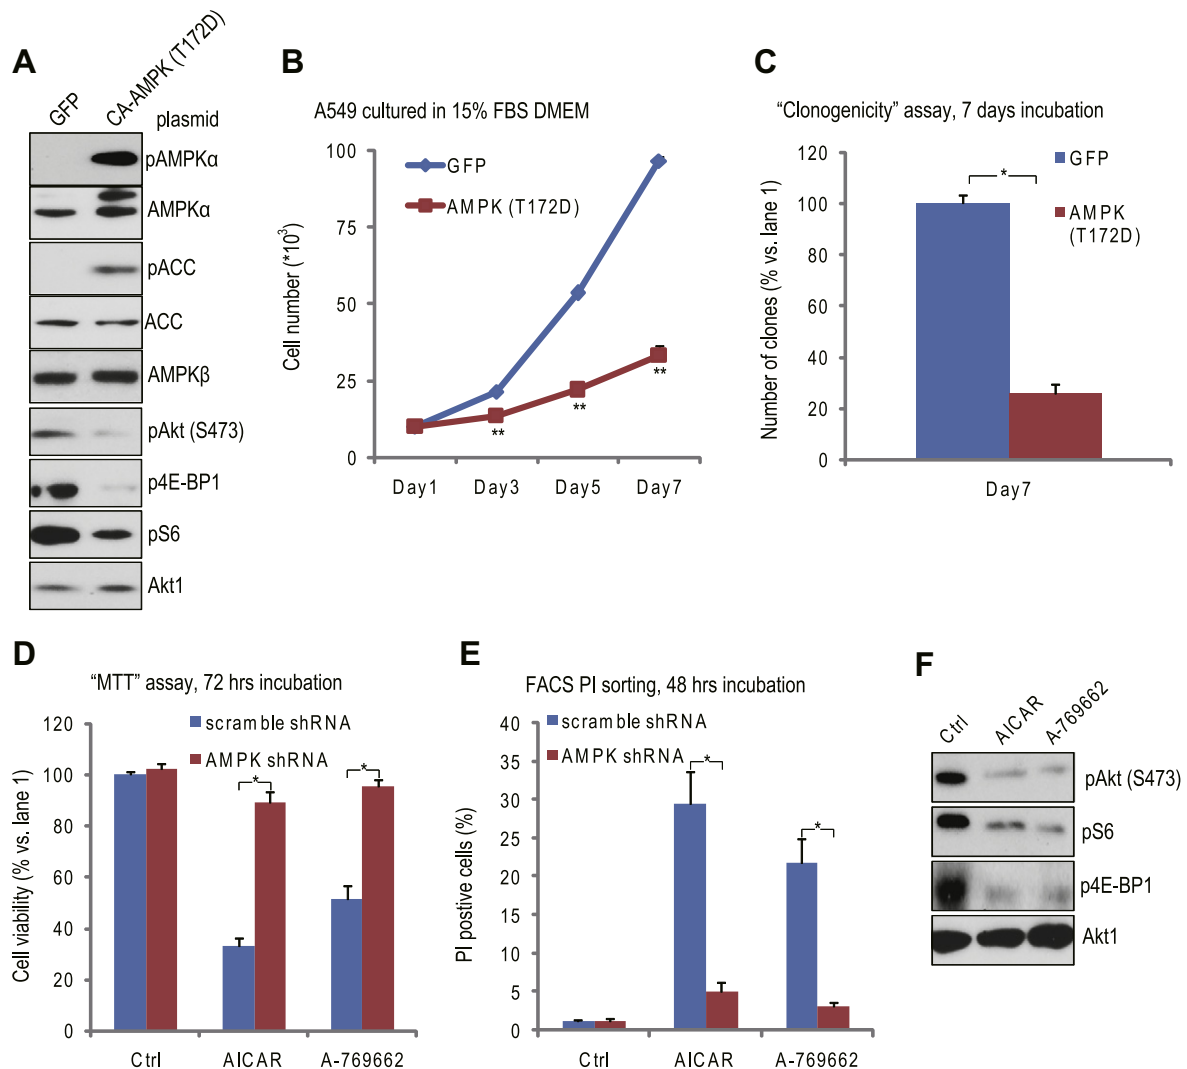 A
GFP
CA-AMPK (T172D)
plasmid
pAMPKα
AMPKα
pACC
ACC
AMPKβ
pAkt (S473)
p4E-BP1
pS6
Akt1
B
A549 cultured in 15% FBS DMEM
GFP
AMPK (T172D)
Cell number (*10³)
100
75
50
25
0
**
**
**
Day1 Day3 Day5 Day7
C
“Clonogenicity” assay, 7 days incubation
GFP
AMPK
(T172D)
Number of clones (% vs. lane 1)
120
100
80
60
40
20
0
*
Day7
D
“MTT” assay, 72 hrs incubation
scramble shRNA
AMPK shRNA
Cell viability (% vs. lane 1)
120
100
80
60
40
20
0
*
*
Ctrl AICAR A-769662
E
FACS PI sorting, 48 hrs incubation
scramble shRNA
AMPK shRNA
PI postive cells (%)
40
35
30
25
20
15
10
5
0
*
*
Ctrl AICAR A-769662
F
Ctrl
AICAR
A-769662
pAkt (S473)
pS6
p4E-BP1
Akt1